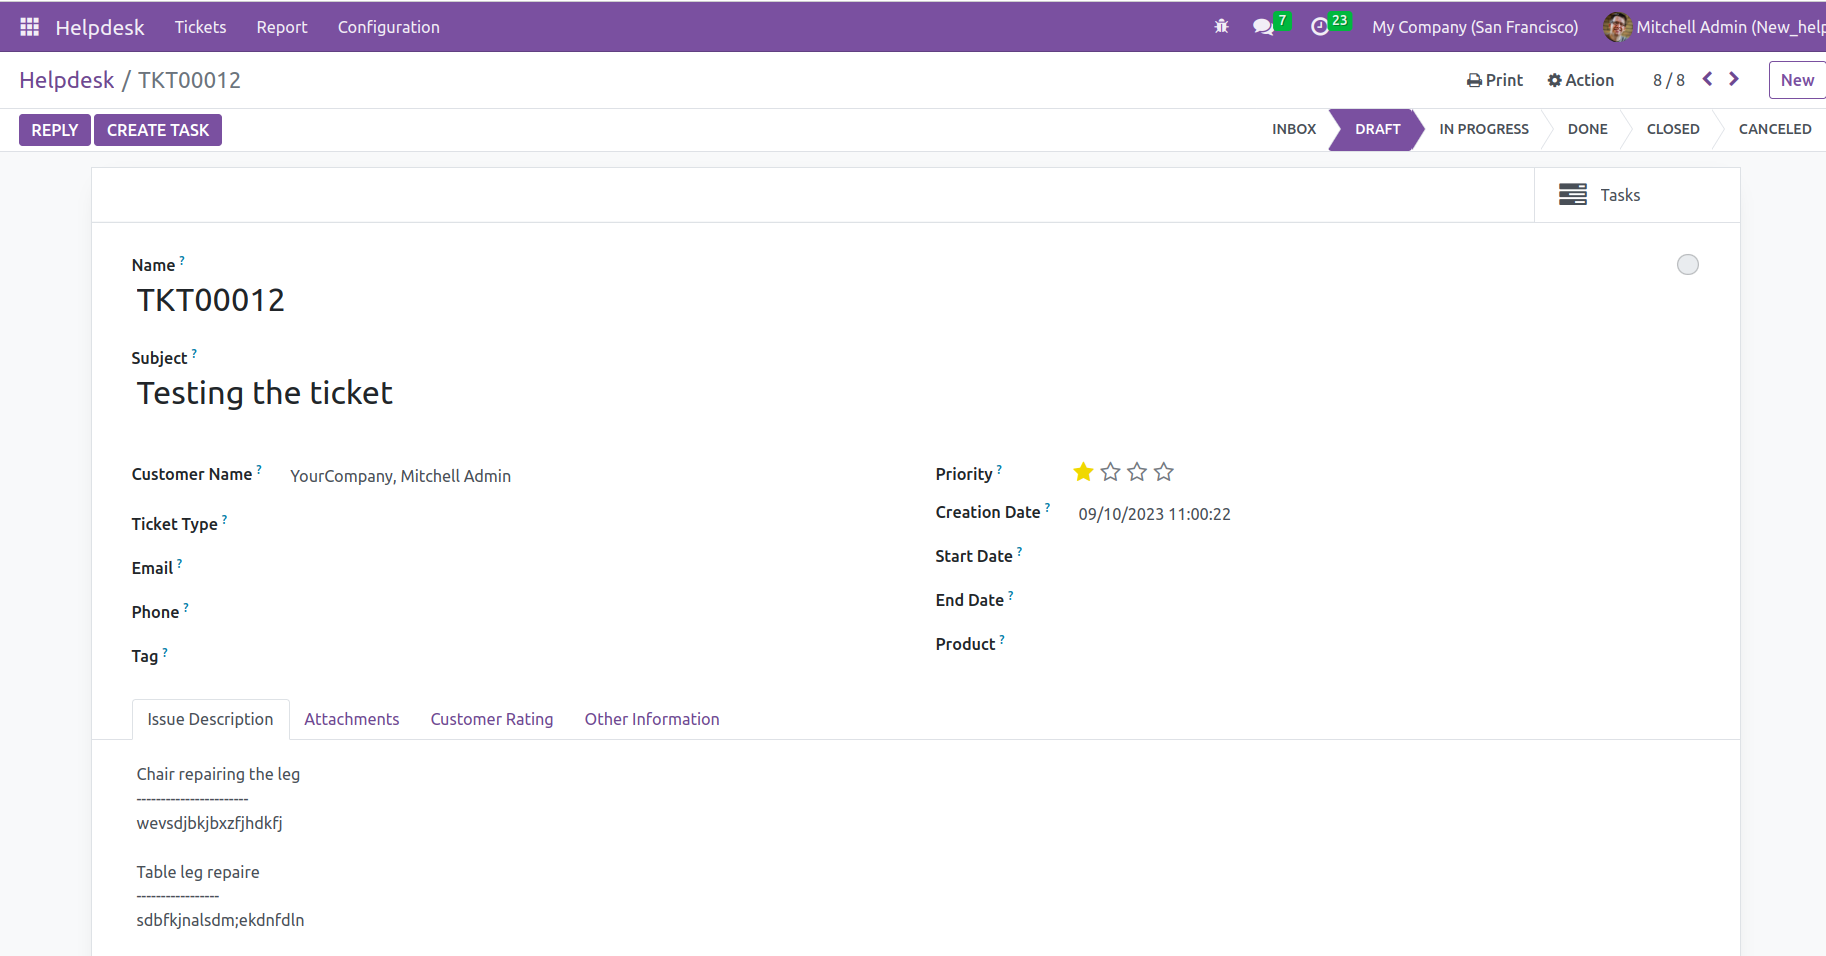 Helpdesk Tickets Report Configuration 7 23 My Company (San Francisco) Mitchell Admin (New_help
Helpdesk / TKT00012 Print Action 8 / 8 New
REPLY CREATE TASK INBOX DRAFT IN PROGRESS DONE CLOSED CANCELED
Tasks
Name ?
TKT00012
Subject ?
Testing the ticket
Customer Name ? YourCompany, Mitchell Admin
Ticket Type ?
Email ?
Phone ?
Tag ?
Priority ?
Creation Date ? 09/10/2023 11:00:22
Start Date ?
End Date ?
Product ?
Issue Description Attachments Customer Rating Other Information
Chair repairing the leg
-----------------------
wevsdjbkjbxzfjhdkfj
Table leg repaire
-----------------
sdbfkjnalsdm;ekdnfdln